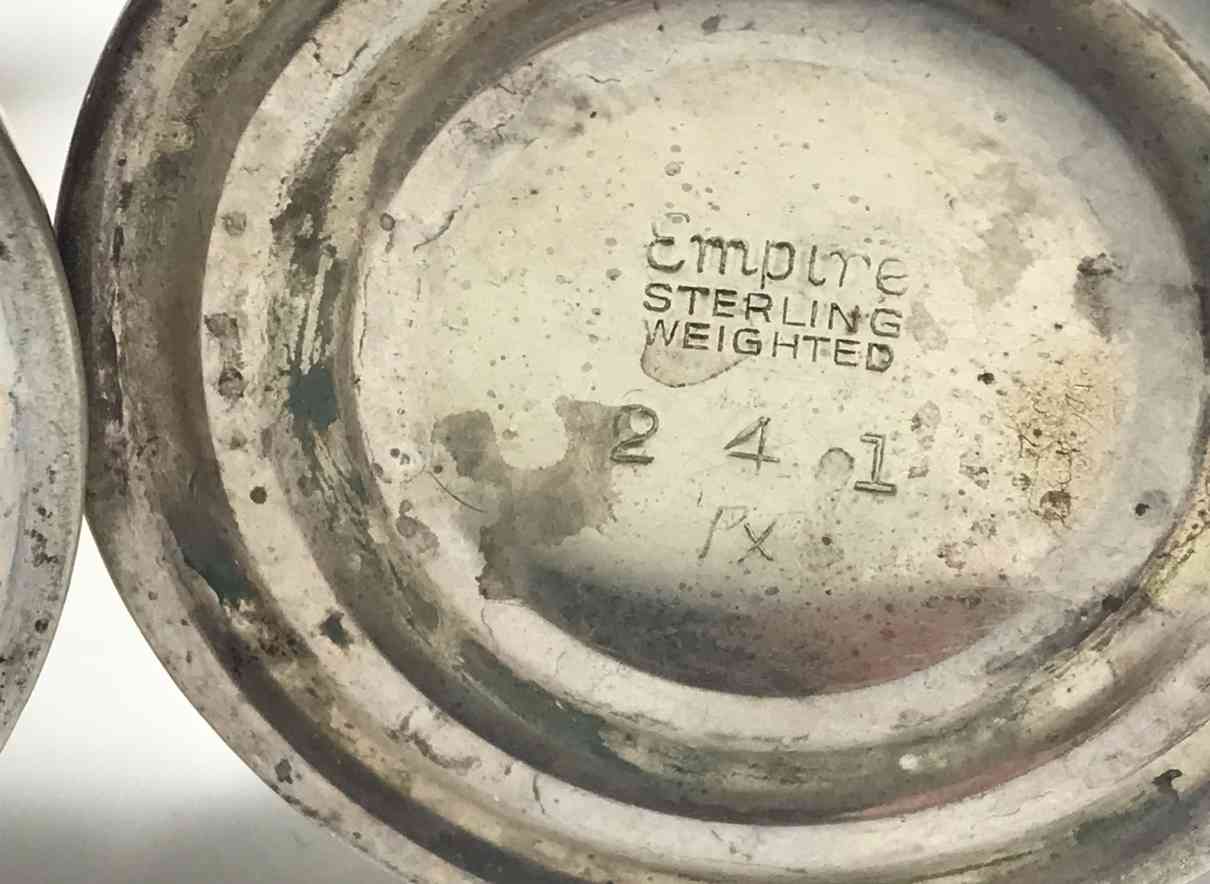 Empire
STERLING
WEIGHTED
2 4 1
Px